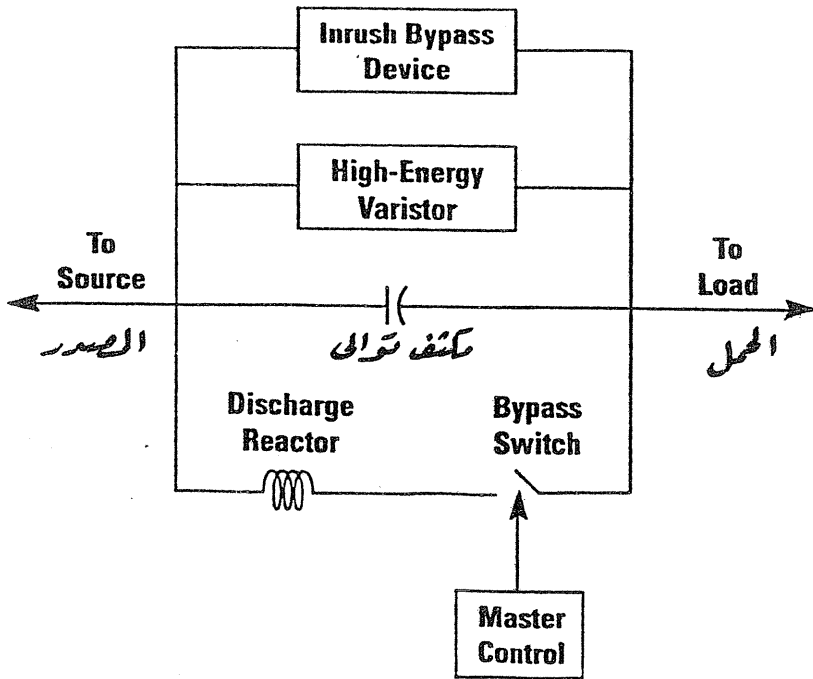 Inrush Bypass
Device
High-Energy
Varistor
To
Source
To
Load
المصدر
مكثف توالى
الحمل
Discharge
Reactor
Bypass
Switch
Master
Control